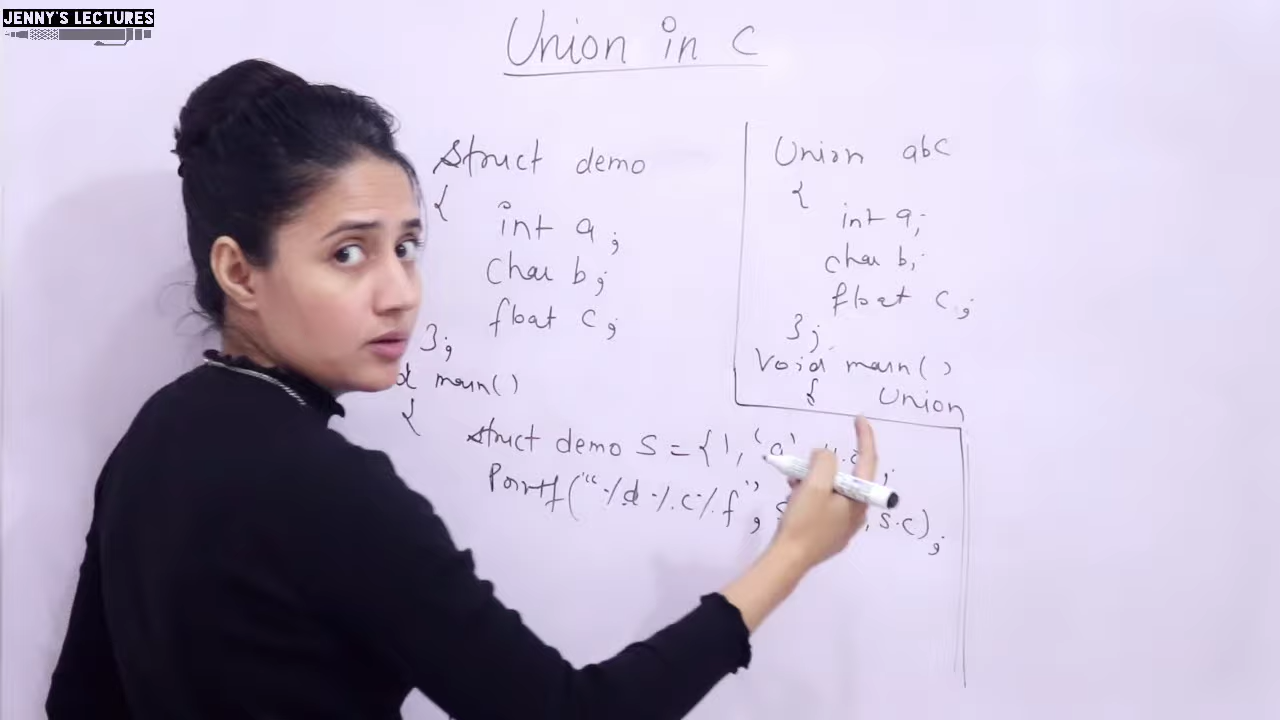 JENNY'S LECTURES
Union in C
struct demo
{
int a;
char b;
float c;
};
main()
{
struct demo S = {1, 'a'
Printf("%d %c %f", s.c);
Union abc
{
int a;
char b;
float c;
};
Void main()
{ Union